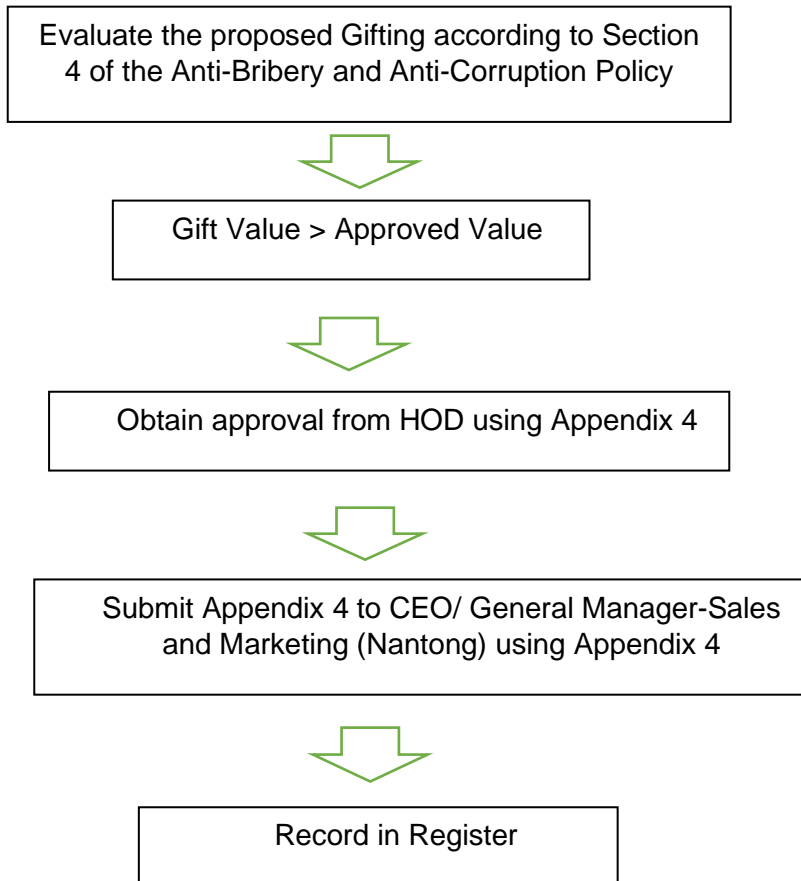 Evaluate the proposed Gifting according to Section
4 of the Anti-Bribery and Anti-Corruption Policy
Gift Value > Approved Value
Obtain approval from HOD using Appendix 4
Submit Appendix 4 to CEO/ General Manager-Sales
and Marketing (Nantong) using Appendix 4
Record in Register